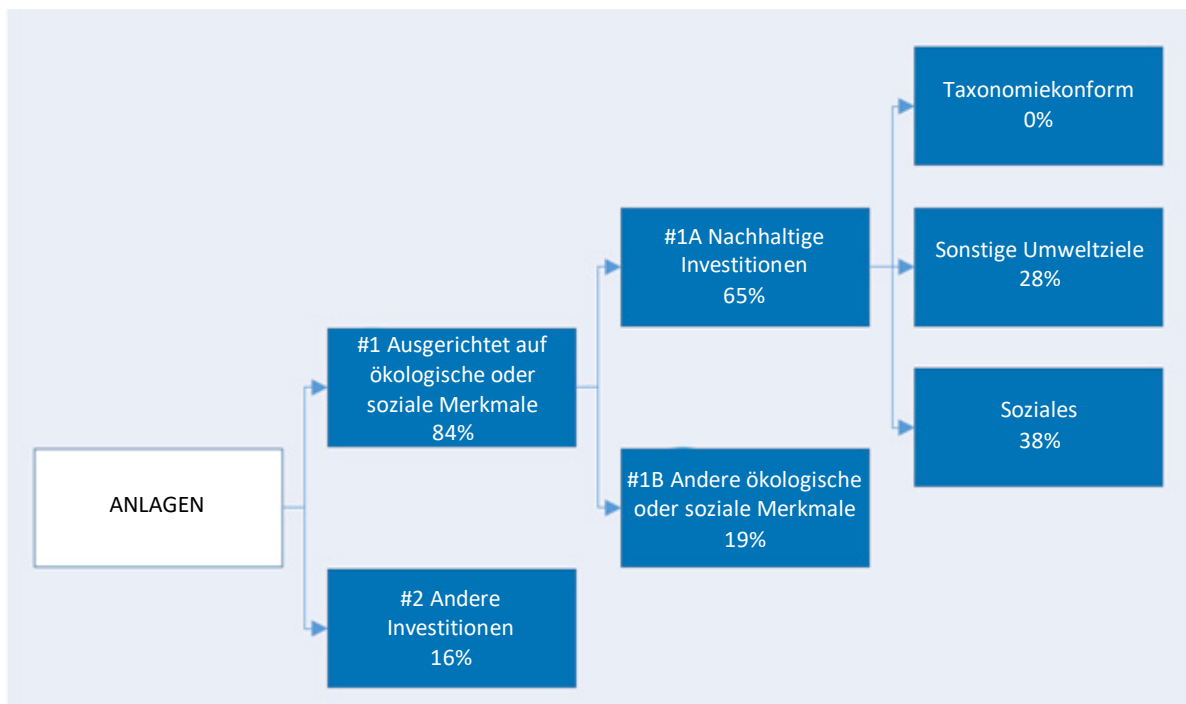 ANLAGEN
#1 Ausgerichtet auf
ökologische oder
soziale Merkmale
84%
#2 Andere
Investitionen
16%
#1A Nachhaltige
Investitionen
65%
#1B Andere ökologische
oder soziale Merkmale
19%
Taxonomiekonform
0%
Sonstige Umweltziele
28%
Soziales
38%